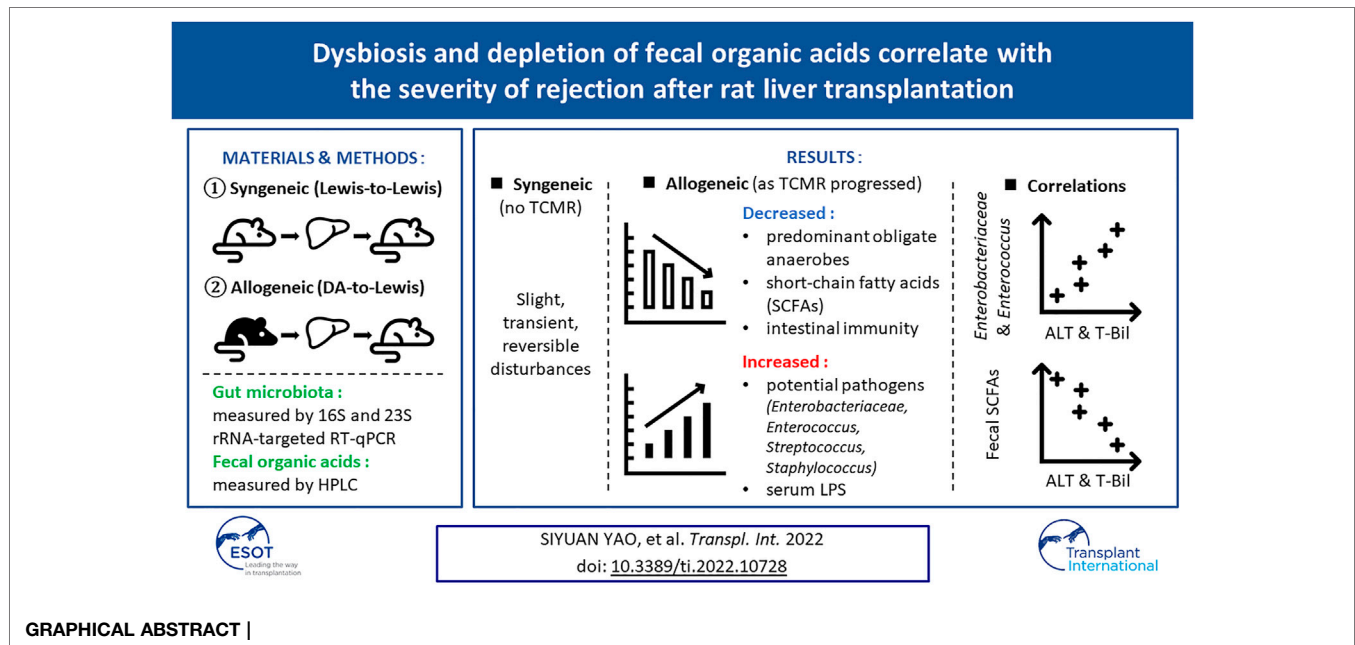 Dysbiosis and depletion of fecal organic acids correlate with
the severity of rejection after rat liver transplantation
MATERIALS & METHODS :
① Syngeneic (Lewis-to-Lewis)
② Allogeneic (DA-to-Lewis)
Gut microbiota :
measured by 16S and 23S
rRNA-targeted RT-qPCR
Fecal organic acids :
measured by HPLC
RESULTS :
■ Syngeneic
(no TCMR)
Slight,
transient,
reversible
disturbances
■ Allogeneic (as TCMR progressed)
Decreased :
• predominant obligate
anaerobes
• short-chain fatty acids
(SCFAs)
• intestinal immunity
Increased :
• potential pathogens
(Enterobacteriaceae,
Enterococcus,
Streptococcus,
Staphylococcus)
• serum LPS
■ Correlations
Enterobacteriaceae
& Enterococcus
ALT & T-Bil
Fecal SCFAs
ALT & T-Bil
ESOT
Leading the way
in transplantation
SIYUAN YAO, et al. Transpl. Int. 2022
doi: 10.3389/ti.2022.10728
Transplant
International
GRAPHICAL ABSTRACT |